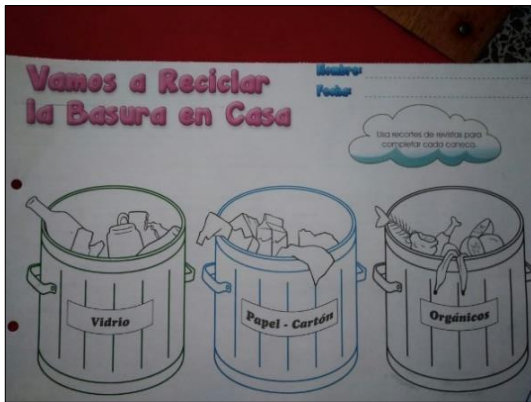 Vamos a Reciclar
la Basura en Casa
Nombre:
Fecha:
Usa recortes de revistas para
completar cada caneca.
Vidrio
Papel - Cartón
Orgánicos